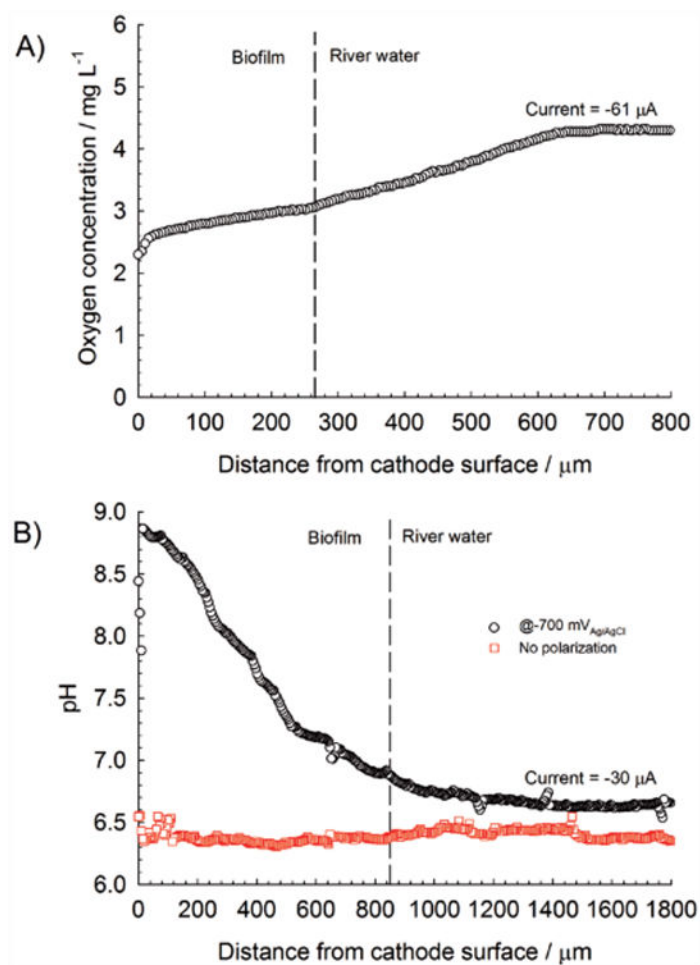 A)
Oxygen concentration / mg L⁻¹
6
5
4
3
2
1
0
Biofilm
River water
Current = -61 μA
0 100 200 300 400 500 600 700 800
Distance from cathode surface / μm
B)
pH
9.0
8.5
8.0
7.5
7.0
6.5
6.0
Biofilm
River water
@-700 mV Ag/AgCl
No polarization
Current = -30 μA
0 200 400 600 800 1000 1200 1400 1600 1800
Distance from cathode surface / μm